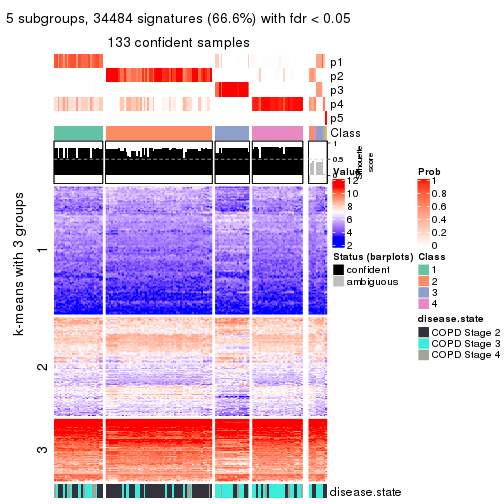 5 subgroups, 34484 signatures (66.6%) with fdr < 0.05
133 confident samples
p1
p2
p3
p4
p5
Class
1
0.5
0
Silhouette
score
k-means with 3 groups
1
2
3
disease.state
Value
12
10
8
6
4
2
Prob
1
0.8
0.6
0.4
0.2
0
Status (barplots)
confident
ambiguous
Class
1
2
3
4
disease.state
COPD Stage 2
COPD Stage 3
COPD Stage 4